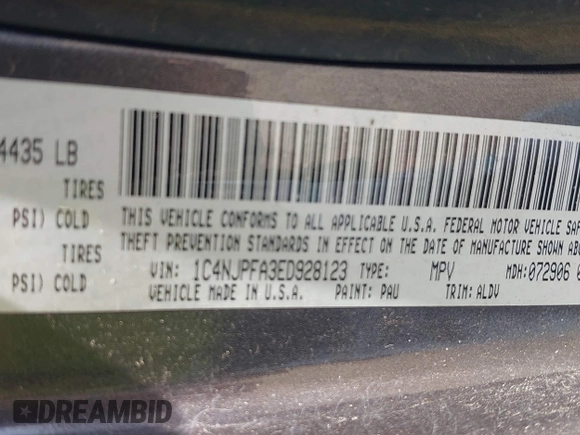 4435 LB
TIRES
PSI) COLD
TIRES
PSI) COLD
THIS VEHICLE CONFORMS TO ALL APPLICABLE U.S.A. FEDERAL MOTOR VEHICLE SAF
THEFT PREVENTION STANDARDS IN EFFECT ON THE DATE OF MANUFACTURE SHOWN ABO
VIN: 1C4NJPFA3ED928123 TYPE: MPV MDH:072906
VEHICLE MADE IN U.S.A. PAINT: PAU TRIM: ALDV
DREAMBID